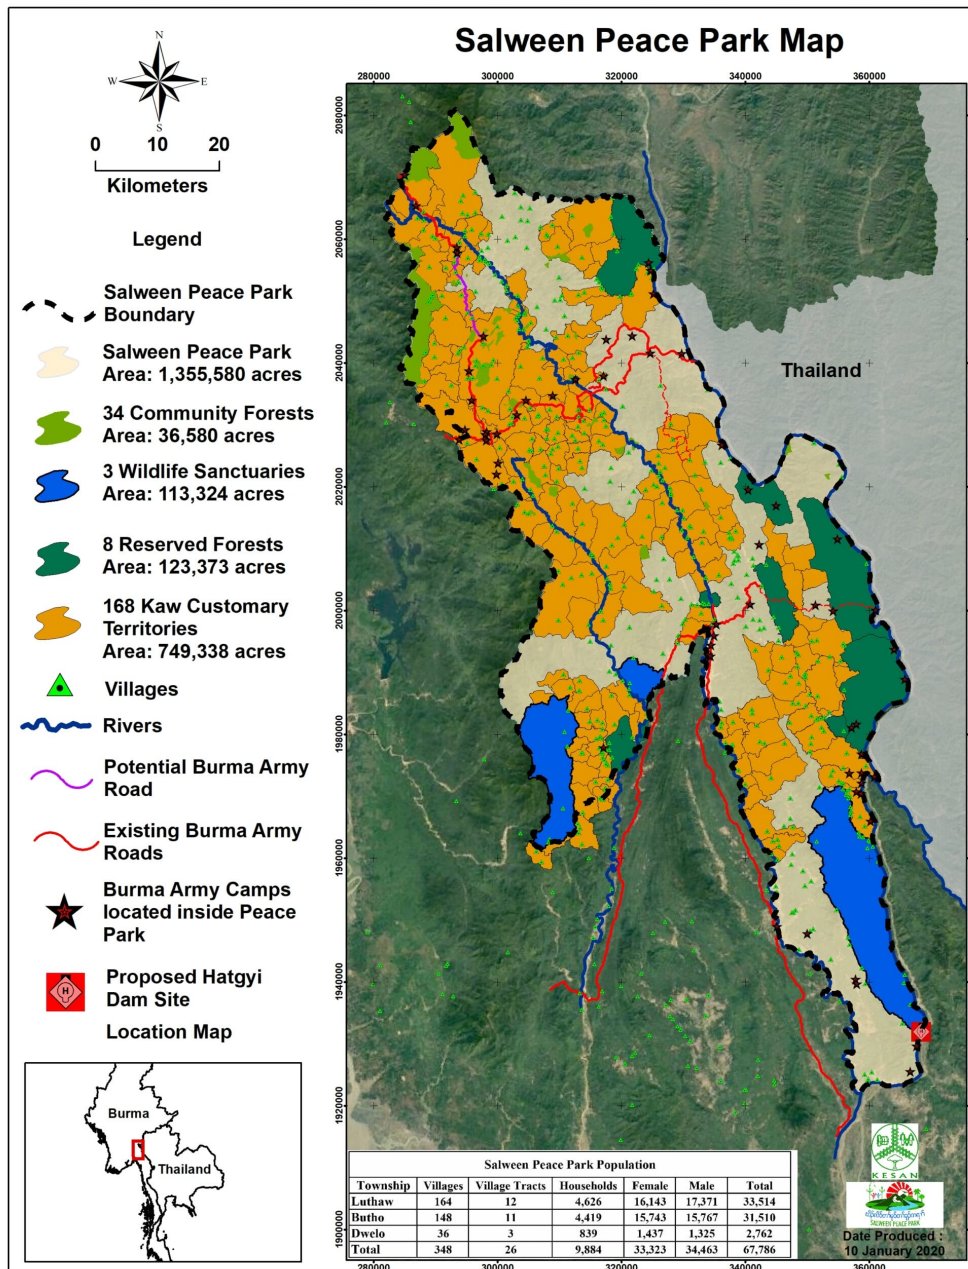 Salween Peace Park Map
N
W
E
S
0 10 20
Kilometers
Legend
Salween Peace Park
Boundary
Salween Peace Park
Area: 1,355,580 acres
34 Community Forests
Area: 36,580 acres
3 Wildlife Sanctuaries
Area: 113,324 acres
8 Reserved Forests
Area: 123,373 acres
168 Kaw Customary
Territories
Area: 749,338 acres
Villages
Rivers
Potential Burma Army
Road
Existing Burma Army
Roads
Burma Army Camps
located inside Peace
Park
H
Proposed Hatgyi
Dam Site
Location Map
Burma
Thailand
280000 300000 320000 340000 360000
2080000
2060000
2040000
2020000
2000000
1980000
1960000
1940000
1920000
1900000
Thailand
H
Salween Peace Park Population
Township Villages Village Tracts Households Female Male Total
Luthaw 164 12 4,626 16,143 17,371 33,514
Butho 148 11 4,419 15,743 15,767 31,510
Dwelo 36 3 839 1,437 1,325 2,762
Total 348 26 9,884 33,323 34,463 67,786
KESAN
SALWEEN PEACE PARK
Date Produced :
10 January 2020
280000 300000 320000 340000 360000